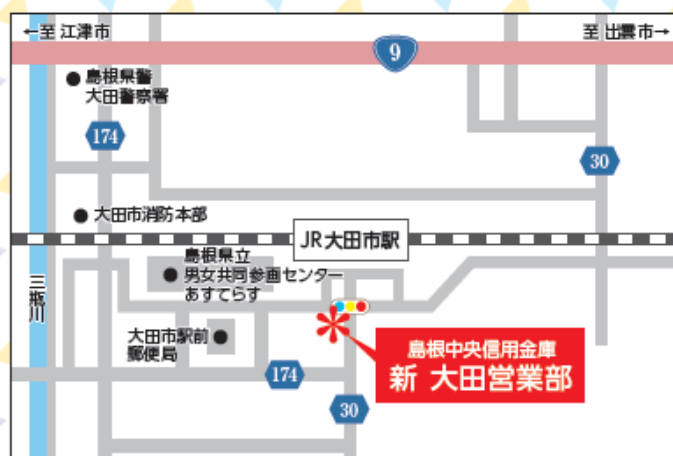 ←至 江津市
至 出雲市→
9
島根県警
大田警察署
174
30
大田市消防本部
JR大田市駅
島根県立
男女共同参画センター
あすてらす
三瓶川
大田市駅前
郵便局
島根中央信用金庫
新 大田営業部
174
30